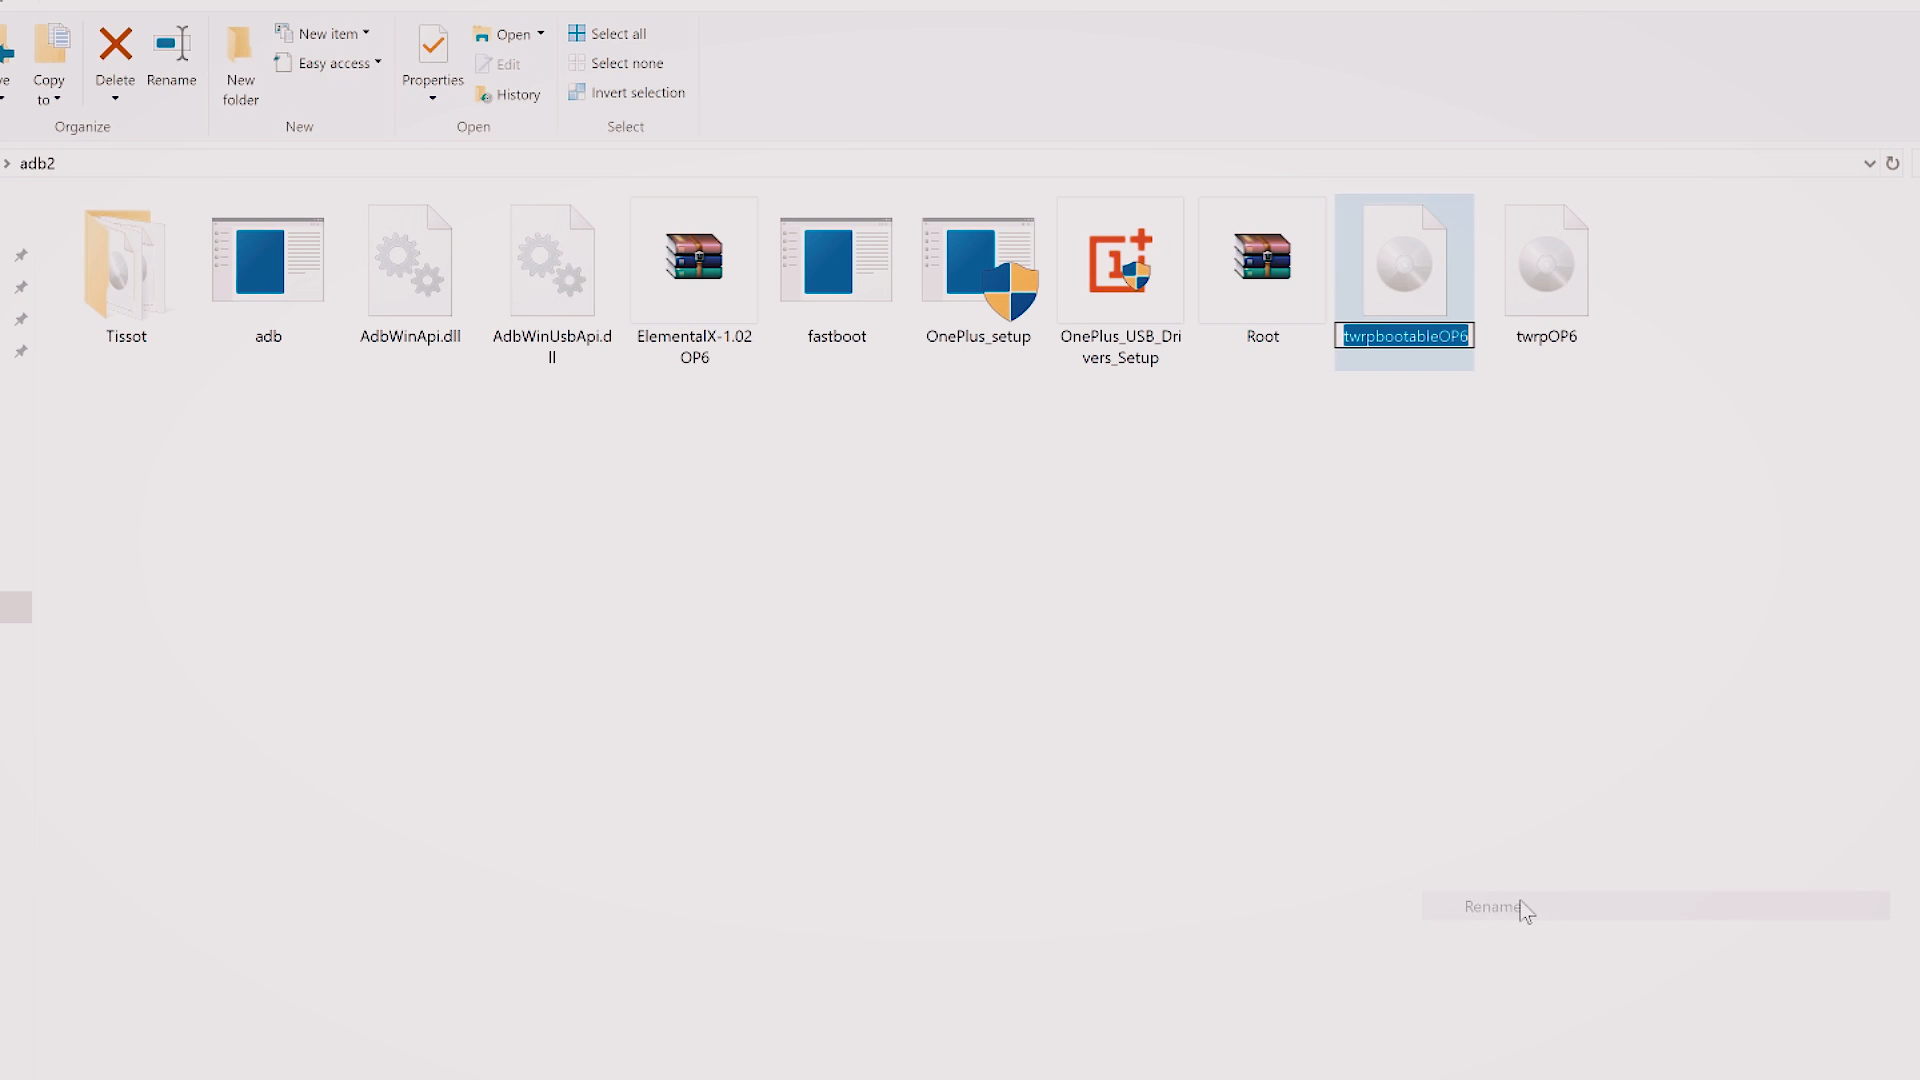 ve
Copy
to
Delete
Rename
Organize
New
folder
New item
Easy access
New
Properties
Open
Edit
History
Open
Select all
Select none
Invert selection
Select
adb2
Tissot
adb
AdbWinApi.dll
AdbWinUsbApi.d
ll
ElementalX-1.02
OP6
fastboot
OnePlus_setup
OnePlus_USB_Dri
vers_Setup
Root
twrpbootableOP6
twrpOP6
Rename